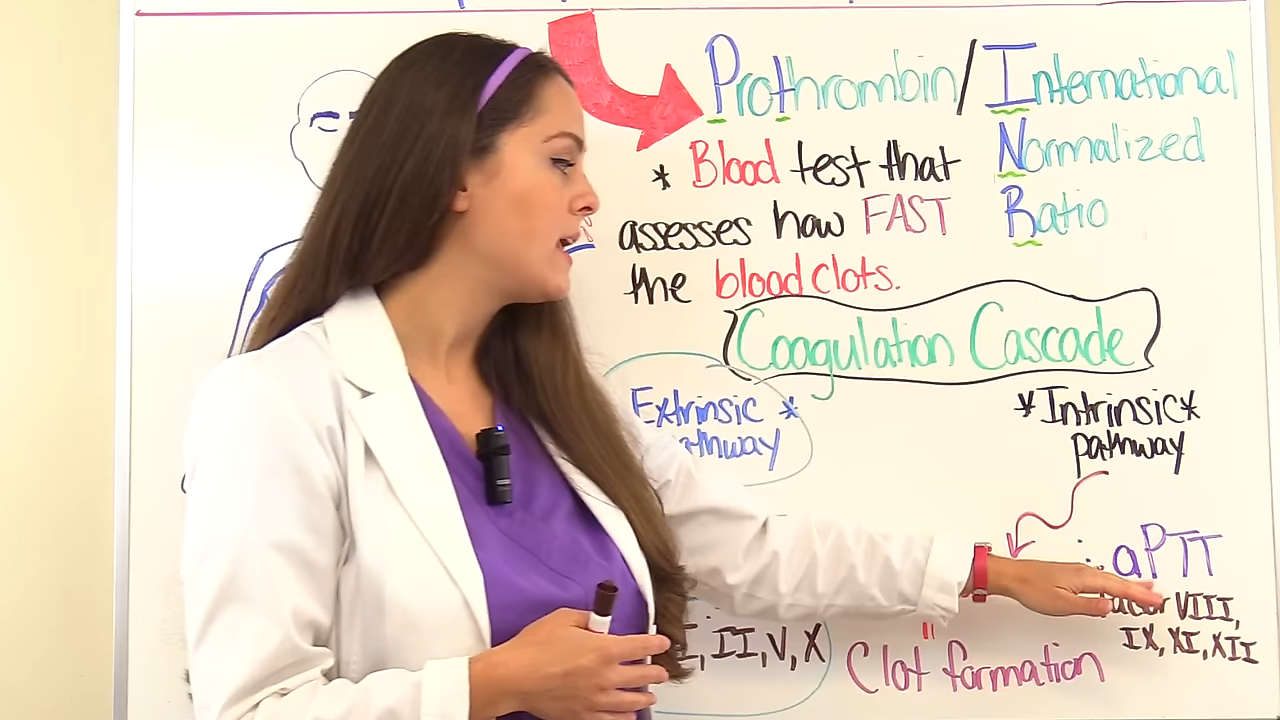 Prothrombin/International
Normalized
Ratio
* Blood test that
assesses how FAST
the blood clots.
Coagulation Cascade
Extrinsic *
*Intrinsic*
pathway
aPTT
VIII,
IX, XI, XII
II, V, X
"Clot formation